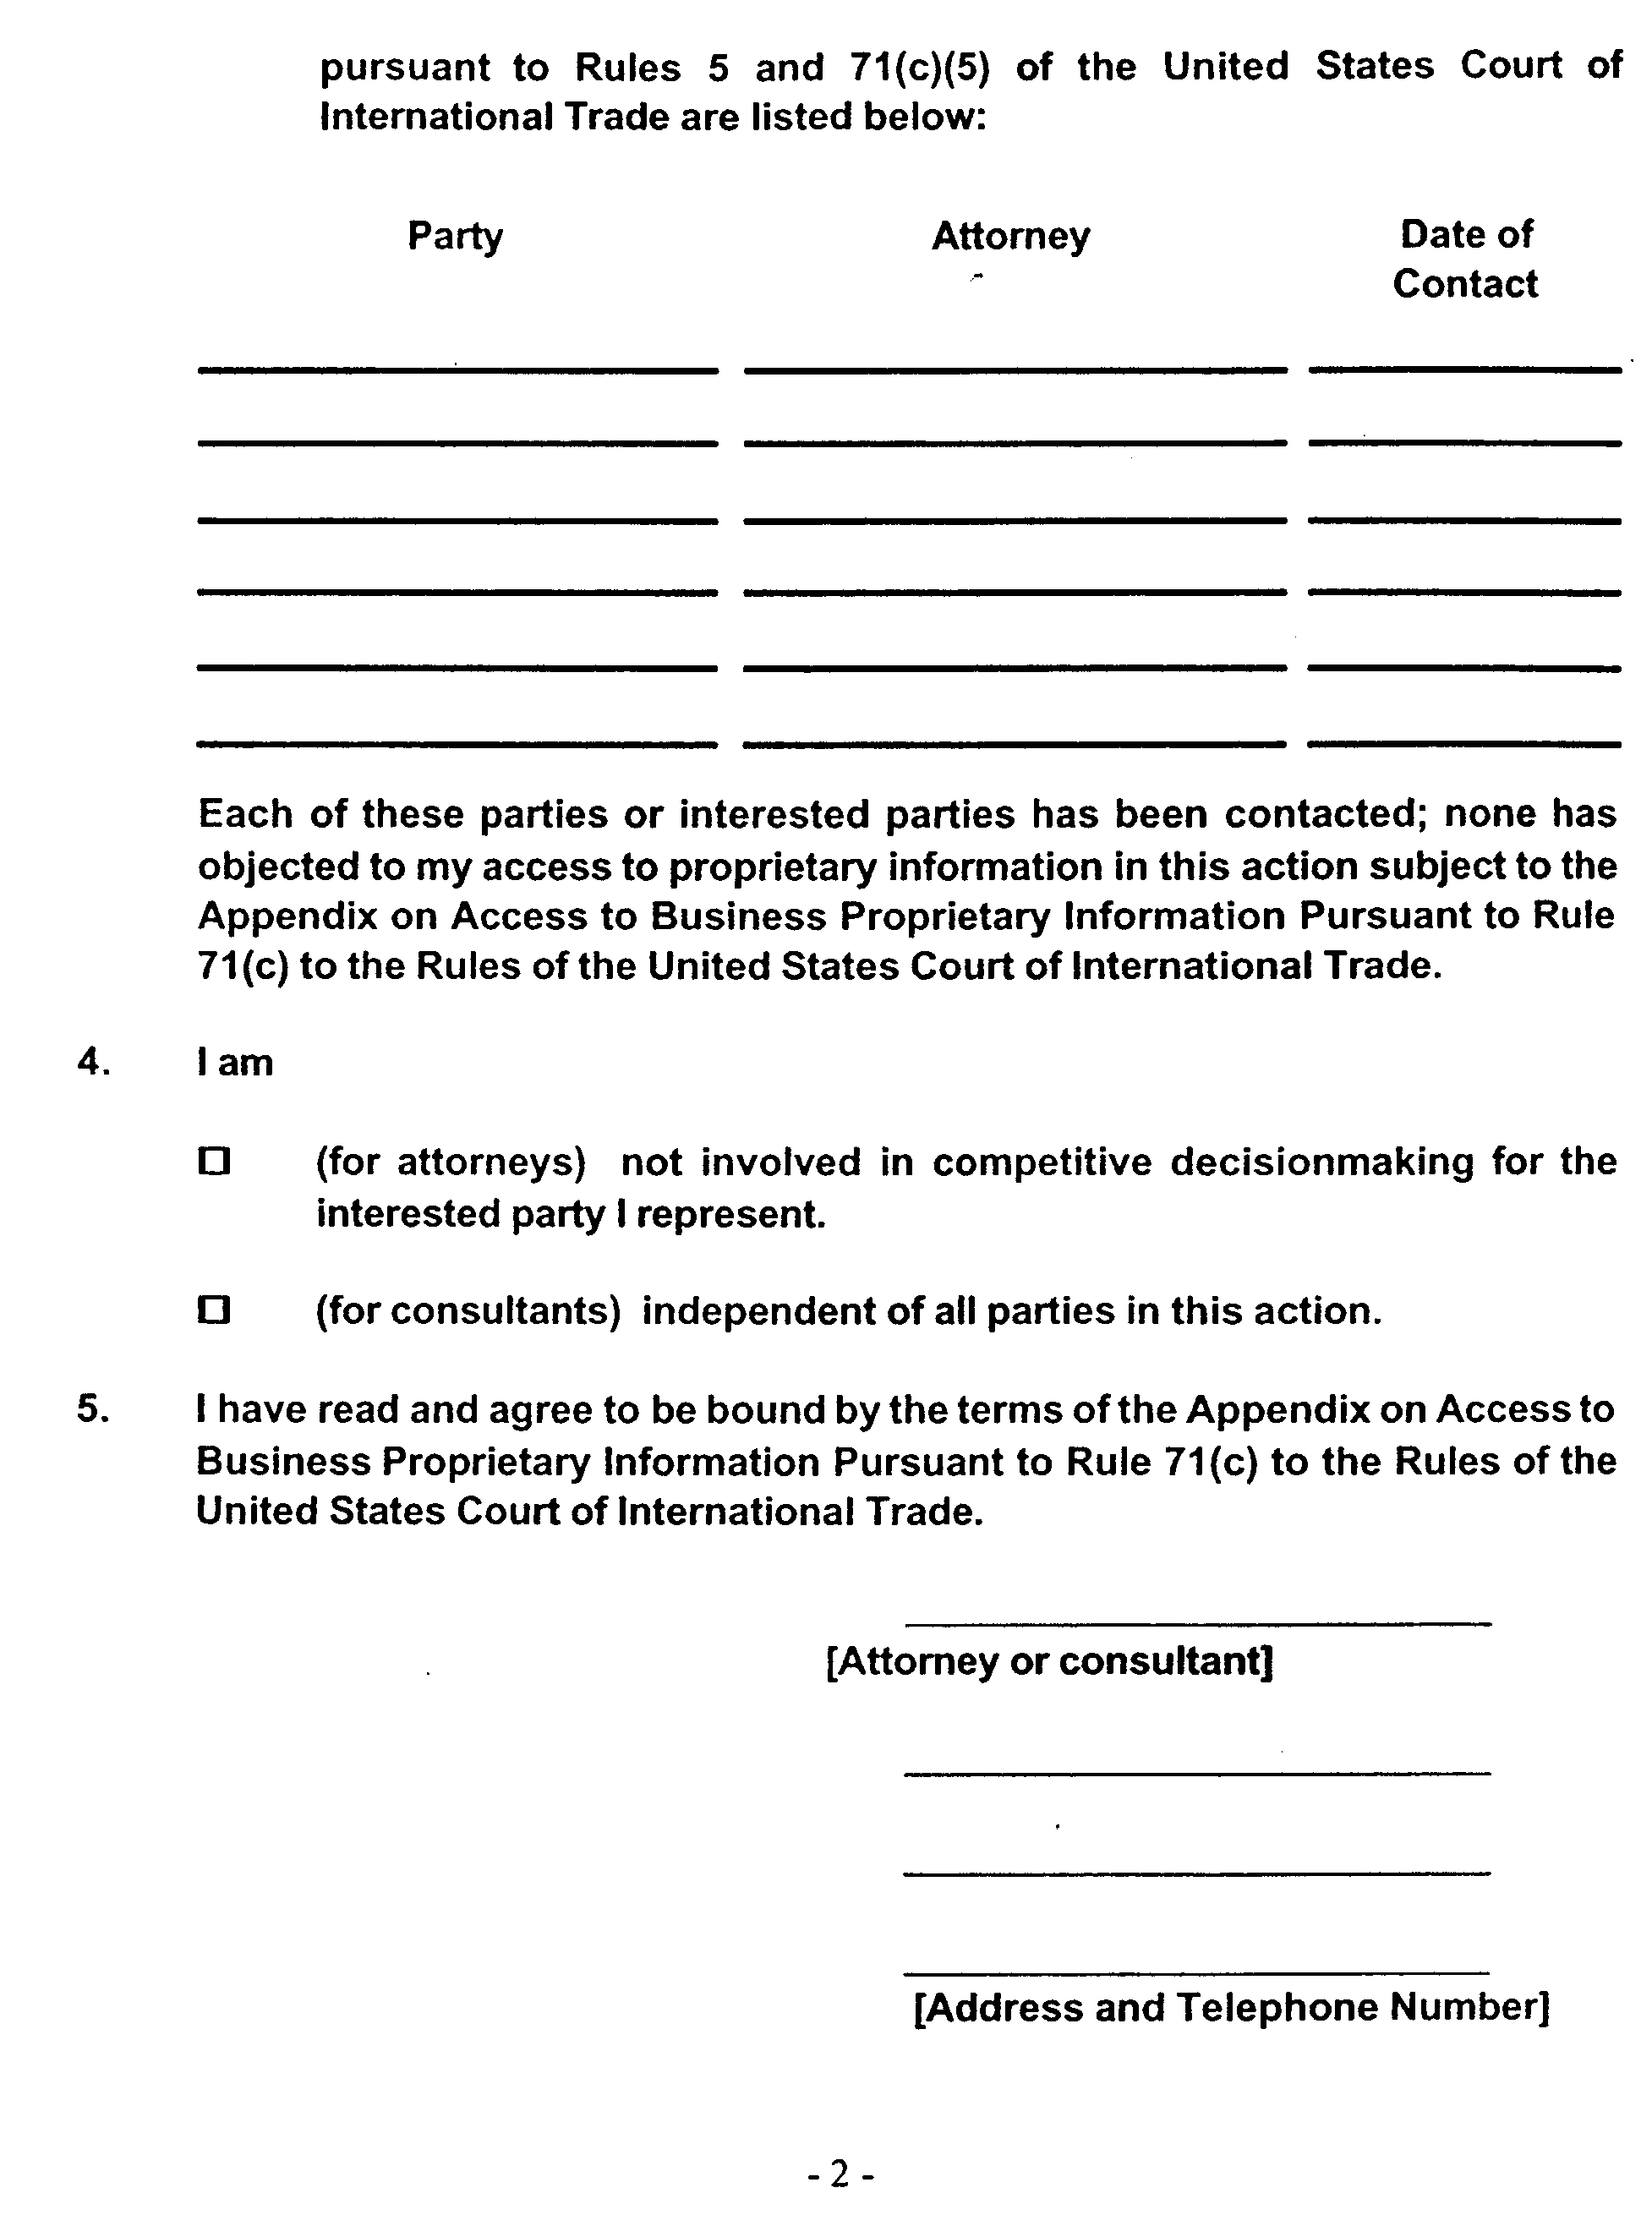 pursuant to Rules 5 and 71(c)(5) of the United States Court of
International Trade are listed below:
Party Attorney Date of
Contact
Each of these parties or interested parties has been contacted; none has
objected to my access to proprietary information in this action subject to the
Appendix on Access to Business Proprietary Information Pursuant to Rule
71(c) to the Rules of the United States Court of International Trade.
4. I am
(for attorneys) not involved in competitive decisionmaking for the
interested party I represent.
(for consultants) independent of all parties in this action.
5. I have read and agree to be bound by the terms of the Appendix on Access to
Business Proprietary Information Pursuant to Rule 71(c) to the Rules of the
United States Court of International Trade.
[Attorney or consultant]
[Address and Telephone Number]
- 2 -